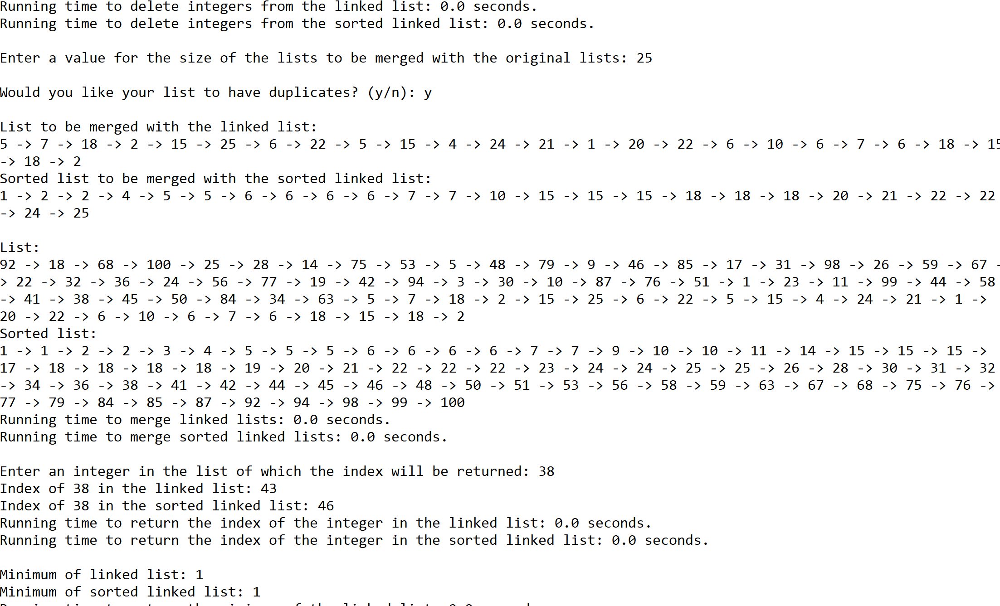 Running time to delete integers from the linked list: 0.0 seconds.
Running time to delete integers from the sorted linked list: 0.0 seconds.
Enter a value for the size of the lists to be merged with the original lists: 25
Would you like your list to have duplicates? (y/n): y
List to be merged with the linked list:
5 -> 7 -> 18 -> 2 -> 15 -> 25 -> 6 -> 22 -> 5 -> 15 -> 4 -> 24 -> 21 -> 1 -> 20 -> 22 -> 6 -> 10 -> 6 -> 7 -> 6 -> 18 -> 15
-> 18 -> 2
Sorted list to be merged with the sorted linked list:
1 -> 2 -> 2 -> 4 -> 5 -> 5 -> 6 -> 6 -> 6 -> 6 -> 7 -> 7 -> 10 -> 15 -> 15 -> 15 -> 18 -> 18 -> 18 -> 20 -> 21 -> 22 -> 22
-> 24 -> 25
List:
92 -> 18 -> 68 -> 100 -> 25 -> 28 -> 14 -> 75 -> 53 -> 5 -> 48 -> 79 -> 9 -> 46 -> 85 -> 17 -> 31 -> 98 -> 26 -> 59 -> 67 -
> 22 -> 32 -> 36 -> 24 -> 56 -> 77 -> 19 -> 42 -> 94 -> 3 -> 30 -> 10 -> 87 -> 76 -> 51 -> 1 -> 23 -> 11 -> 99 -> 44 -> 58
-> 41 -> 38 -> 45 -> 50 -> 84 -> 34 -> 63 -> 5 -> 7 -> 18 -> 2 -> 15 -> 25 -> 6 -> 22 -> 5 -> 15 -> 4 -> 24 -> 21 -> 1 ->
20 -> 22 -> 6 -> 10 -> 6 -> 7 -> 6 -> 18 -> 15 -> 18 -> 2
Sorted list:
1 -> 1 -> 2 -> 2 -> 3 -> 4 -> 5 -> 5 -> 5 -> 6 -> 6 -> 6 -> 6 -> 7 -> 7 -> 9 -> 10 -> 10 -> 11 -> 14 -> 15 -> 15 -> 15 ->
17 -> 18 -> 18 -> 18 -> 18 -> 19 -> 20 -> 21 -> 22 -> 22 -> 22 -> 23 -> 24 -> 24 -> 25 -> 25 -> 26 -> 28 -> 30 -> 31 -> 32
-> 34 -> 36 -> 38 -> 41 -> 42 -> 44 -> 45 -> 46 -> 48 -> 50 -> 51 -> 53 -> 56 -> 58 -> 59 -> 63 -> 67 -> 68 -> 75 -> 76 ->
77 -> 79 -> 84 -> 85 -> 87 -> 92 -> 94 -> 98 -> 99 -> 100
Running time to merge linked lists: 0.0 seconds.
Running time to merge sorted linked lists: 0.0 seconds.
Enter an integer in the list of which the index will be returned: 38
Index of 38 in the linked list: 43
Index of 38 in the sorted linked list: 46
Running time to return the index of the integer in the linked list: 0.0 seconds.
Running time to return the index of the integer in the sorted linked list: 0.0 seconds.
Minimum of linked list: 1
Minimum of sorted linked list: 1